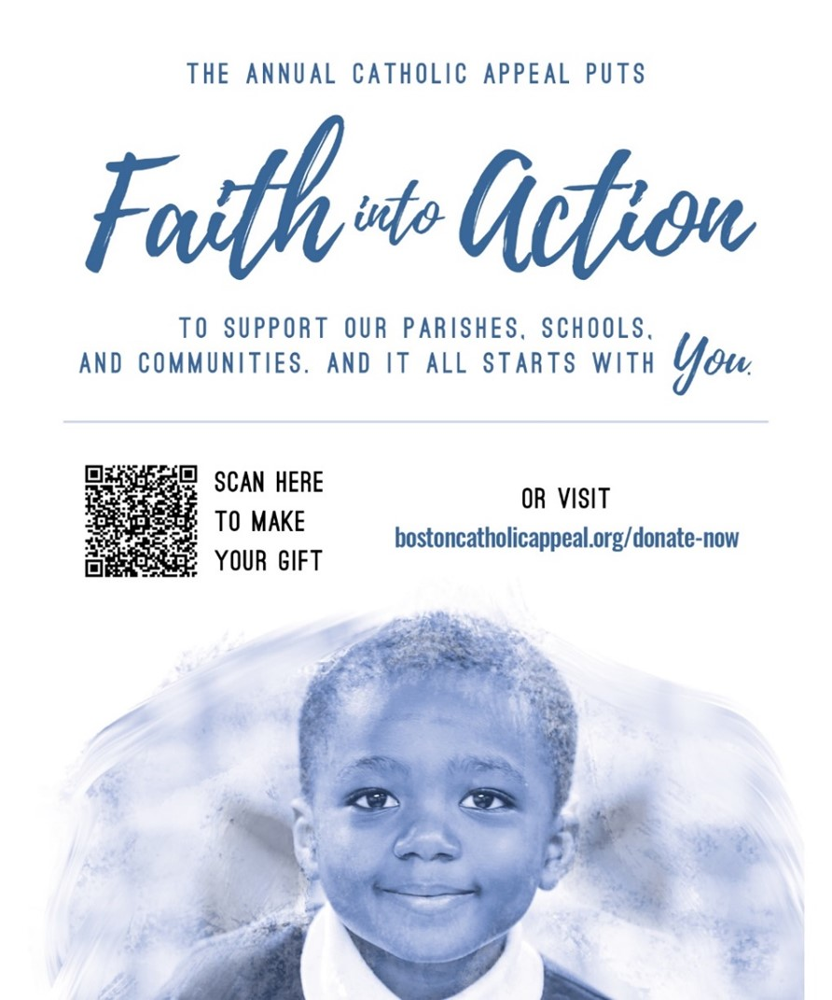 THE ANNUAL CATHOLIC APPEAL PUTS
Faith into Action
TO SUPPORT OUR PARISHES, SCHOOLS,
AND COMMUNITIES. AND IT ALL STARTS WITH You.
SCAN HERE
TO MAKE
YOUR GIFT
OR VISIT
bostoncatholicappeal.org/donate-now